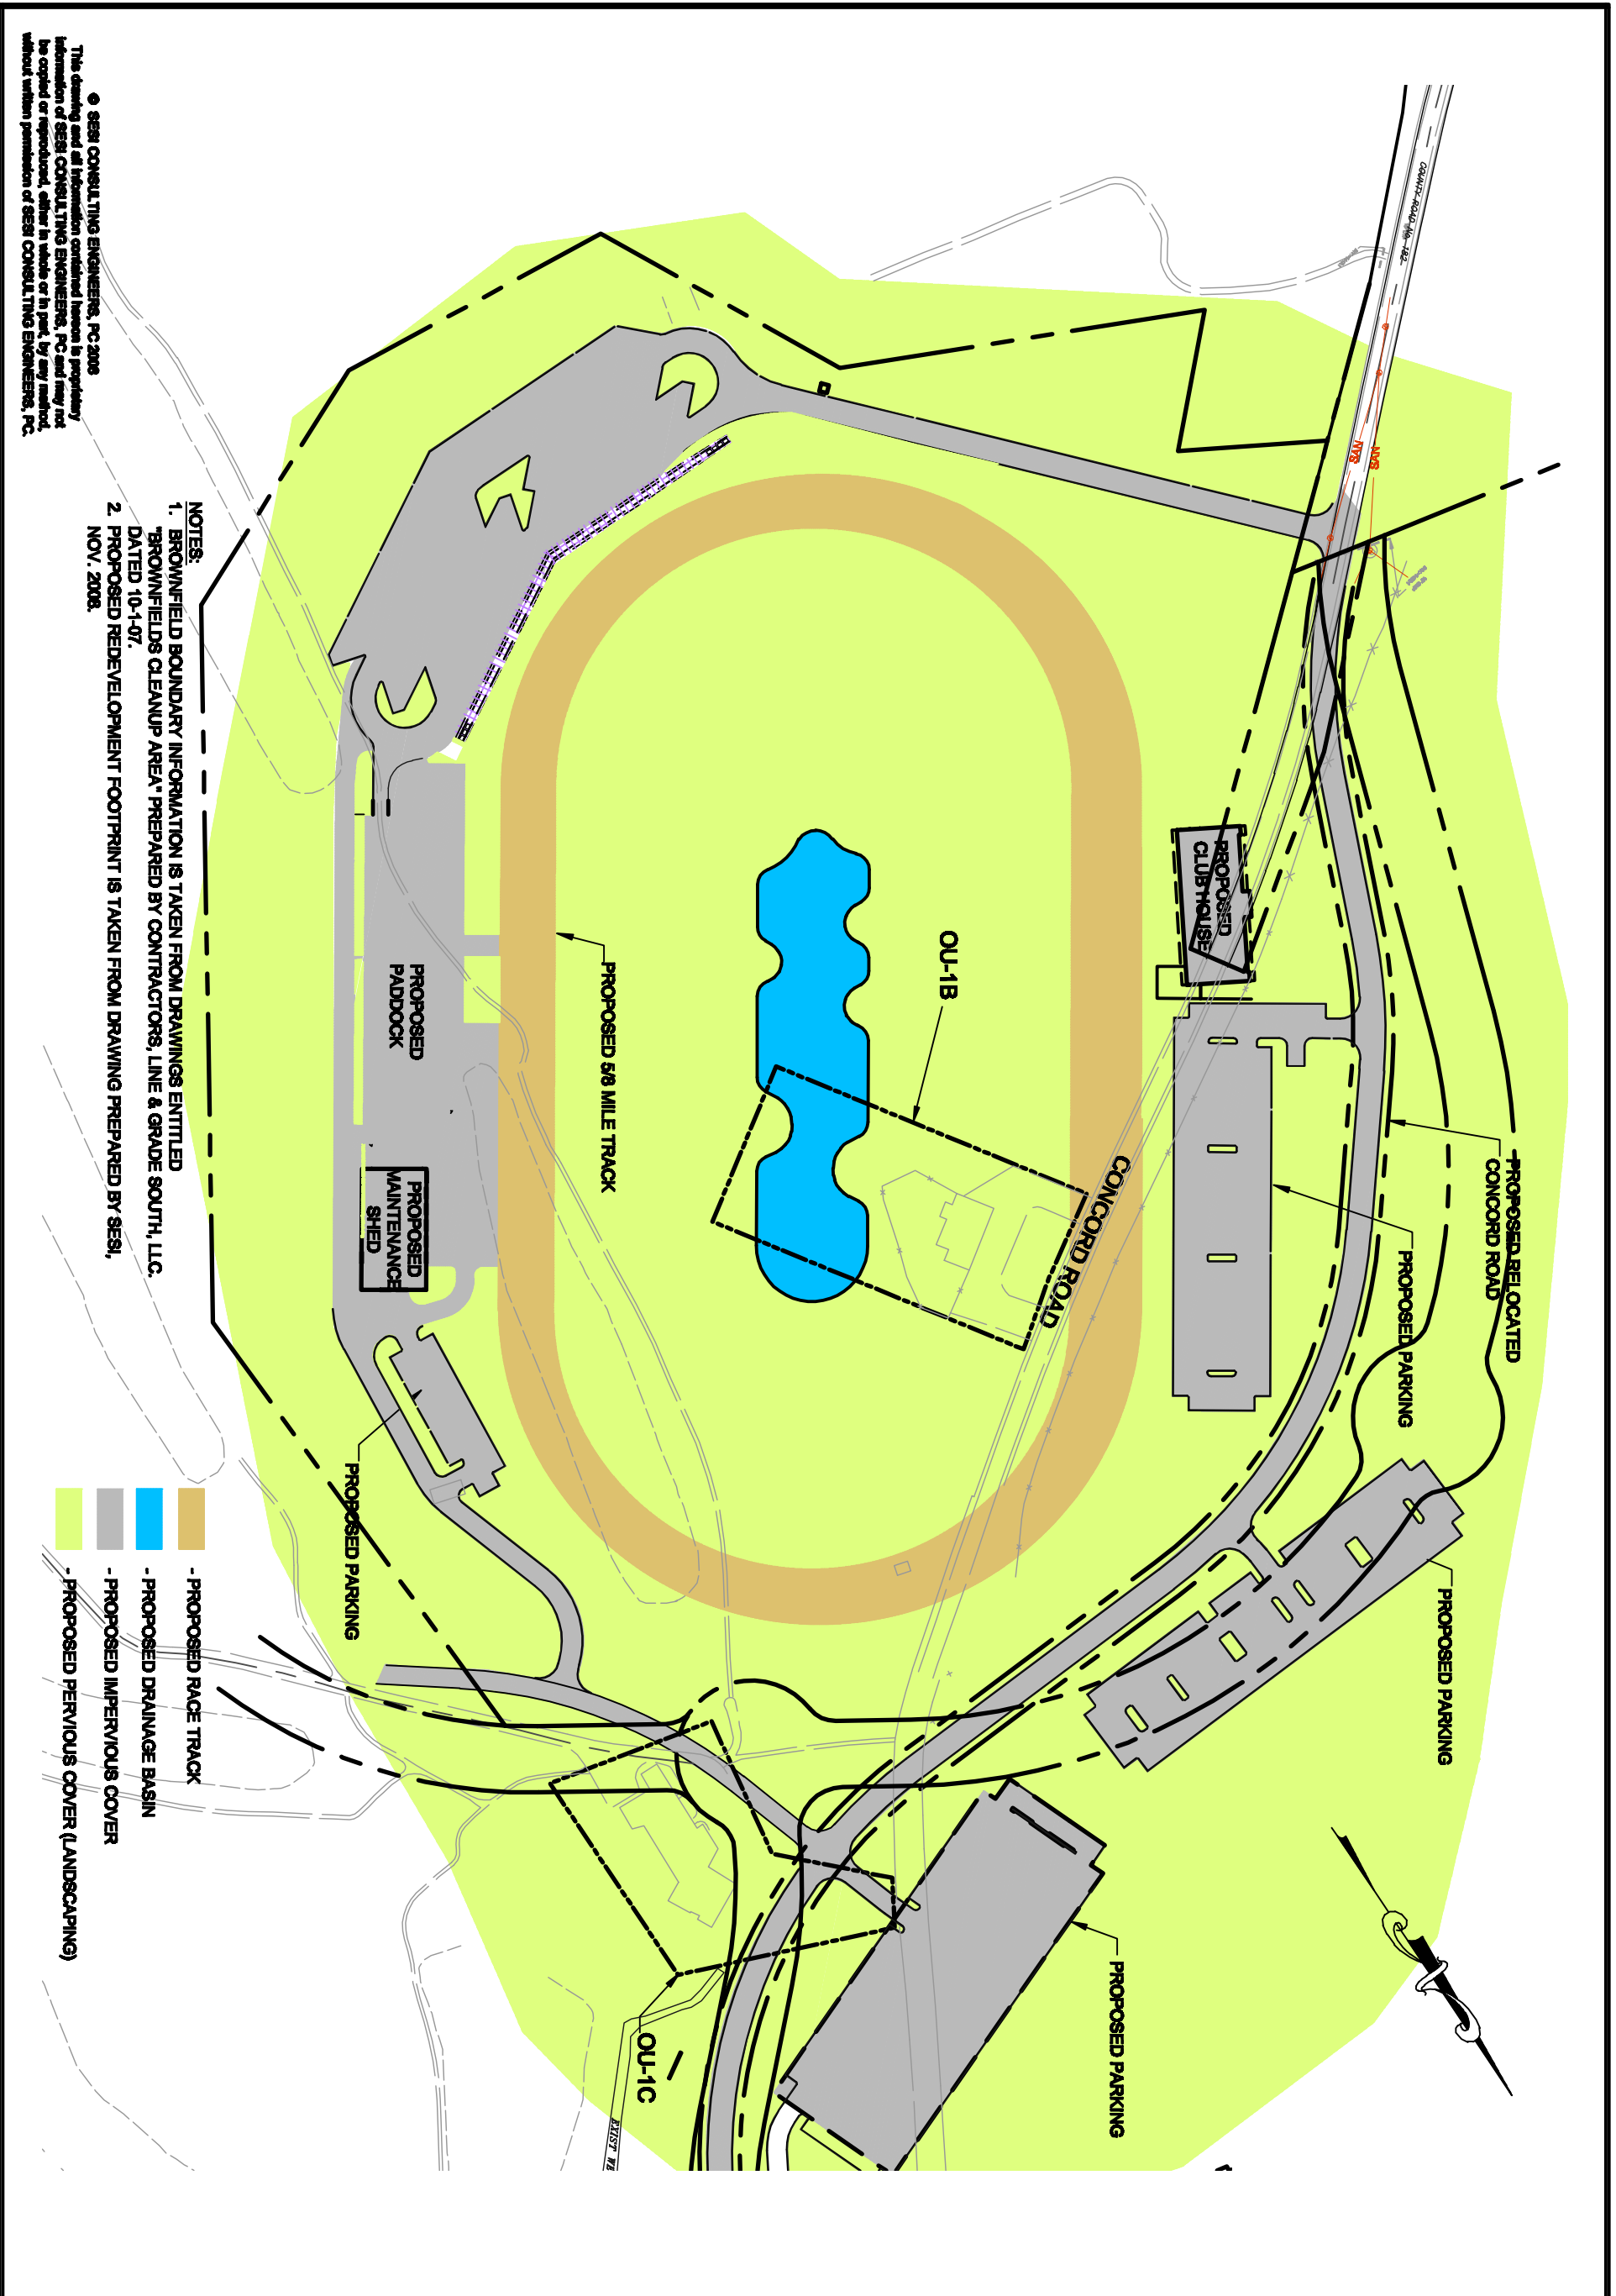 COUNTY ROAD No. 182
SAN
SAN
PROPOSED RELOCATED
CONCORD ROAD
PROPOSED PARKING
PROPOSED PARKING
PROPOSED
CLUB HOUSE
CONCORD ROAD
OU-1B
PROPOSED 5/8 MILE TRACK
PROPOSED
PADDOCK
PROPOSED
MAINTENANCE
SHED
PROPOSED PARKING
PROPOSED PARKING
OU-1C
NOTES:
1. BROWNFIELD BOUNDARY INFORMATION IS TAKEN FROM DRAWINGS ENTITLED
"BROWNFIELDS CLEANUP AREA" PREPARED BY CONTRACTORS, LINE & GRADE SOUTH, LLC.
DATED 10-1-07.
2. PROPOSED REDEVELOPMENT FOOTPRINT IS TAKEN FROM DRAWING PREPARED BY SESI,
NOV. 2008.
- PROPOSED RACE TRACK
- PROPOSED DRAINAGE BASIN
- PROPOSED IMPERVIOUS COVER
- PROPOSED PERVIOUS COVER (LANDSCAPING)
© SESI CONSULTING ENGINEERS, PC 2008
This drawing and all information contained hereon is proprietary
information of SESI CONSULTING ENGINEERS, PC and may not
be copied or reproduced, either in whole or in part, by any method,
without written permission of SESI CONSULTING ENGINEERS, PC.